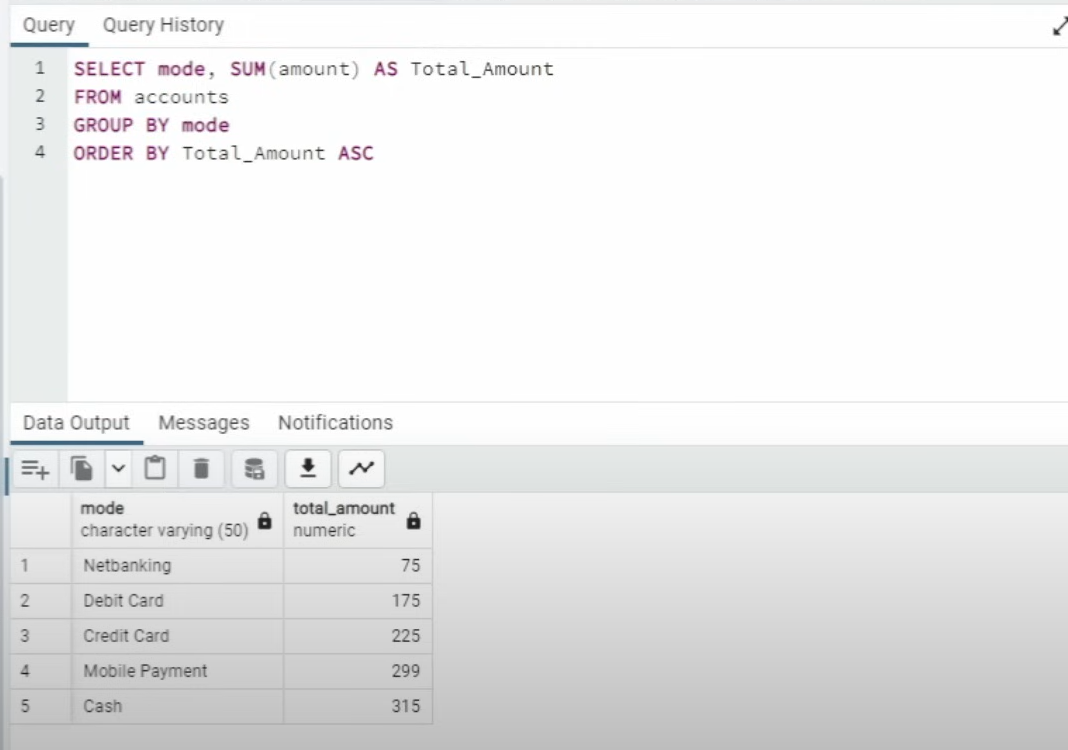 Query Query History
1 SELECT mode, SUM(amount) AS Total_Amount
2 FROM accounts
3 GROUP BY mode
4 ORDER BY Total_Amount ASC
Data Output Messages Notifications
mode total_amount
character varying (50) numeric
1 Netbanking 75
2 Debit Card 175
3 Credit Card 225
4 Mobile Payment 299
5 Cash 315